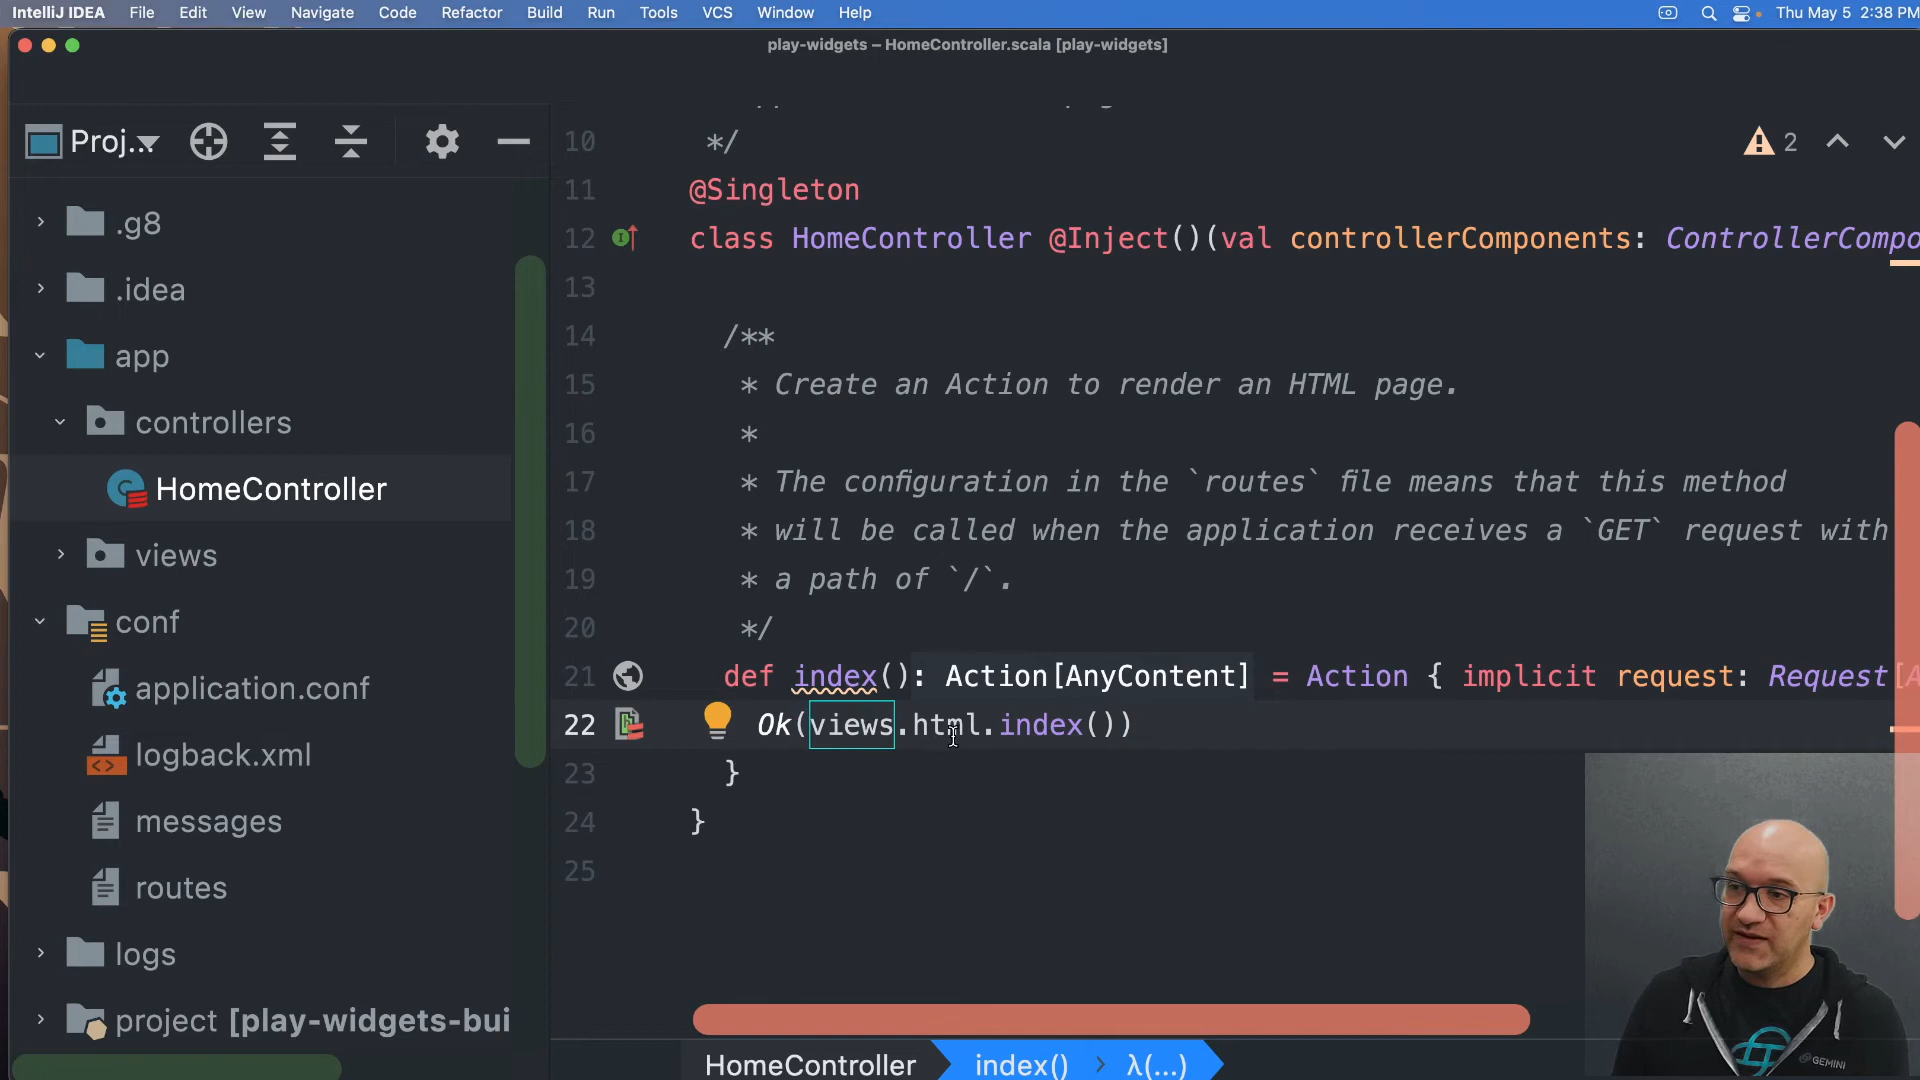 IntelliJ IDEA File Edit View Navigate Code Refactor Build Run Tools VCS Window Help Thu May 5 2:38 PM
play-widgets – HomeController.scala [play-widgets]
Proj...
.g8
.idea
app
controllers
HomeController
views
conf
application.conf
logback.xml
messages
routes
logs
project [play-widgets-bui
2
10 */
11 @Singleton
12 class HomeController @Inject()(val controllerComponents: ControllerCompo
13
14 /**
15 * Create an Action to render an HTML page.
16 *
17 * The configuration in the `routes` file means that this method
18 * will be called when the application receives a `GET` request with
19 * a path of `/`.
20 */
21 def index(): Action[AnyContent] = Action { implicit request: Request[A
22 Ok(views.html.index())
23 }
24 }
25
HomeController index() λ(...)
GEMINI